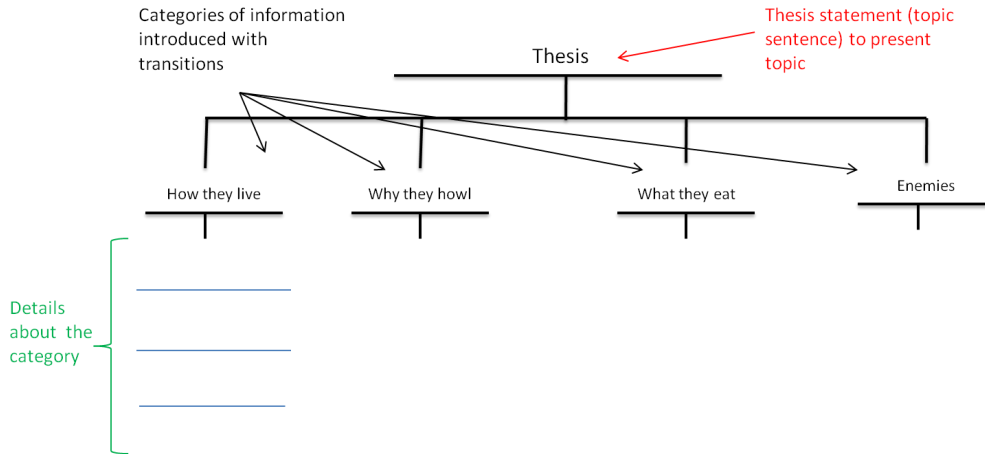 Categories of information
introduced with
transitions
Thesis statement (topic
sentence) to present
topic
Thesis
How they live
Why they howl
What they eat
Enemies
Details
about the
category